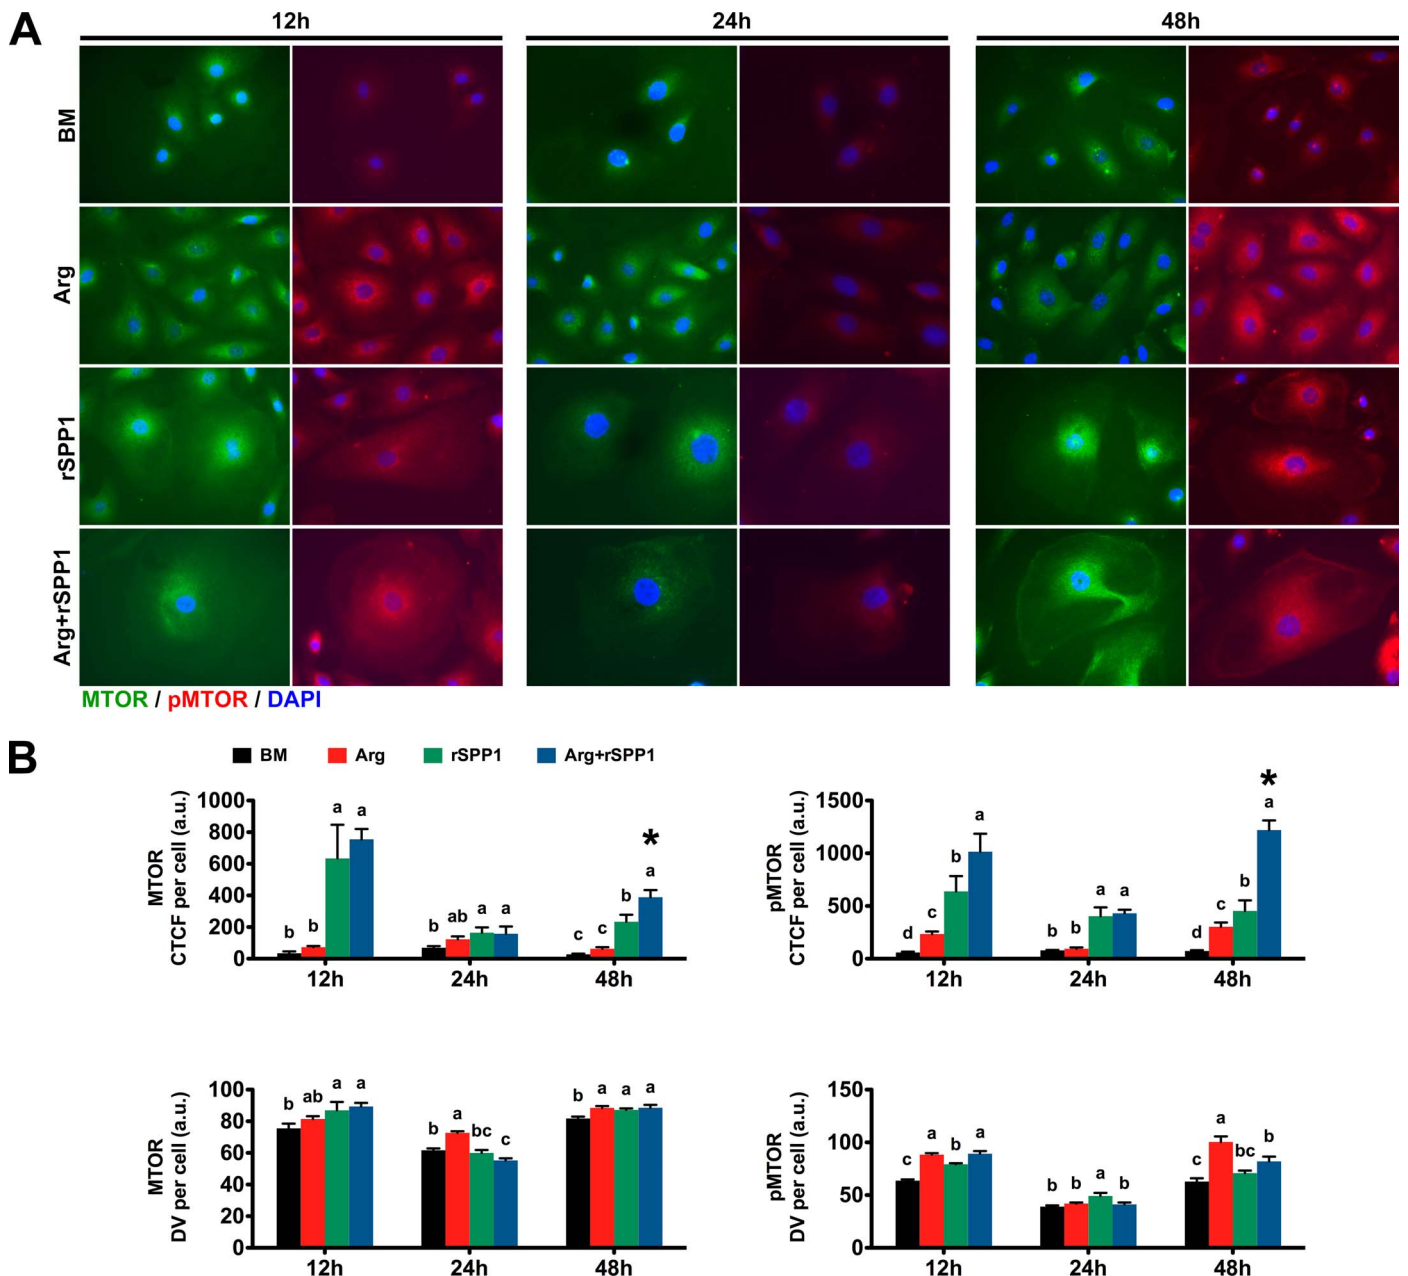 A
12h 24h 48h
BM
Arg
rSPP1
Arg+rSPP1
MTOR / pMTOR / DAPI
B
BM Arg rSPP1 Arg+rSPP1
MTOR
CTCF per cell (a.u.)
1000
800
600
400
200
0
b b a a
b ab a a
c c b a
*
12h 24h 48h
pMTOR
CTCF per cell (a.u.)
1500
1000
500
0
d c b a
b b a a
d c b a
*
12h 24h 48h
MTOR
DV per cell (a.u.)
100
80
60
40
20
0
b ab a a
b a bc c
b a a a
12h 24h 48h
pMTOR
DV per cell (a.u.)
150
100
50
0
c a b a
b b a b
c a bc b
12h 24h 48h